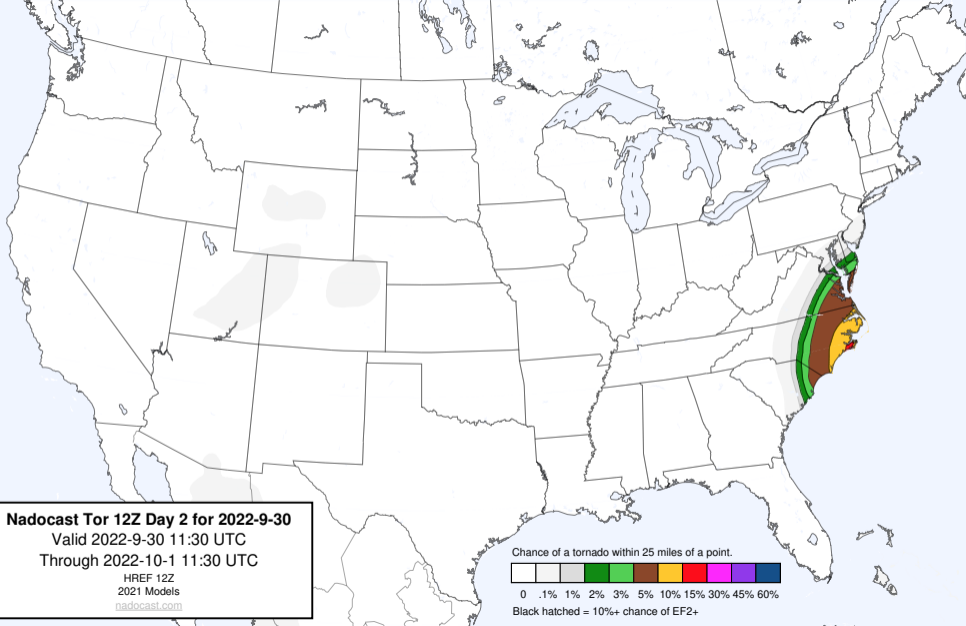 Nadocast Tor 12Z Day 2 for 2022-9-30
Valid 2022-9-30 11:30 UTC
Through 2022-10-1 11:30 UTC
HREF 12Z
2021 Models
nadocast.com
Chance of a tornado within 25 miles of a point.
0 .1% 1% 2% 3% 5% 10% 15% 30% 45% 60%
Black hatched = 10%+ chance of EF2+